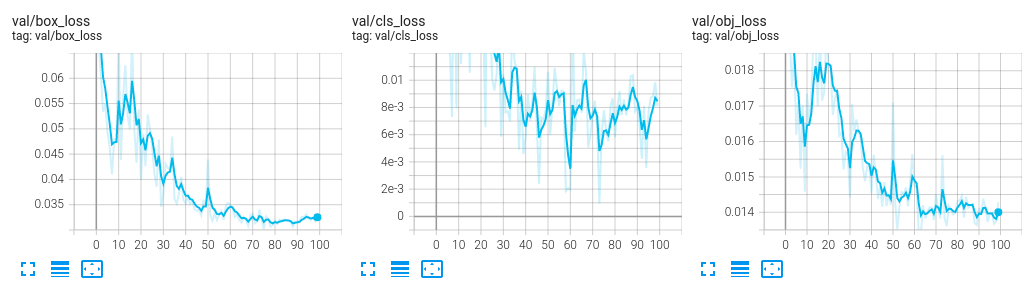 val/box_loss
tag: val/box_loss
0.06
0.055
0.05
0.045
0.04
0.035
0 10 20 30 40 50 60 70 80 90 100
val/cls_loss
tag: val/cls_loss
0.01
8e-3
6e-3
4e-3
2e-3
0
0 10 20 30 40 50 60 70 80 90 100
val/obj_loss
tag: val/obj_loss
0.018
0.017
0.016
0.015
0.014
0 10 20 30 40 50 60 70 80 90 100